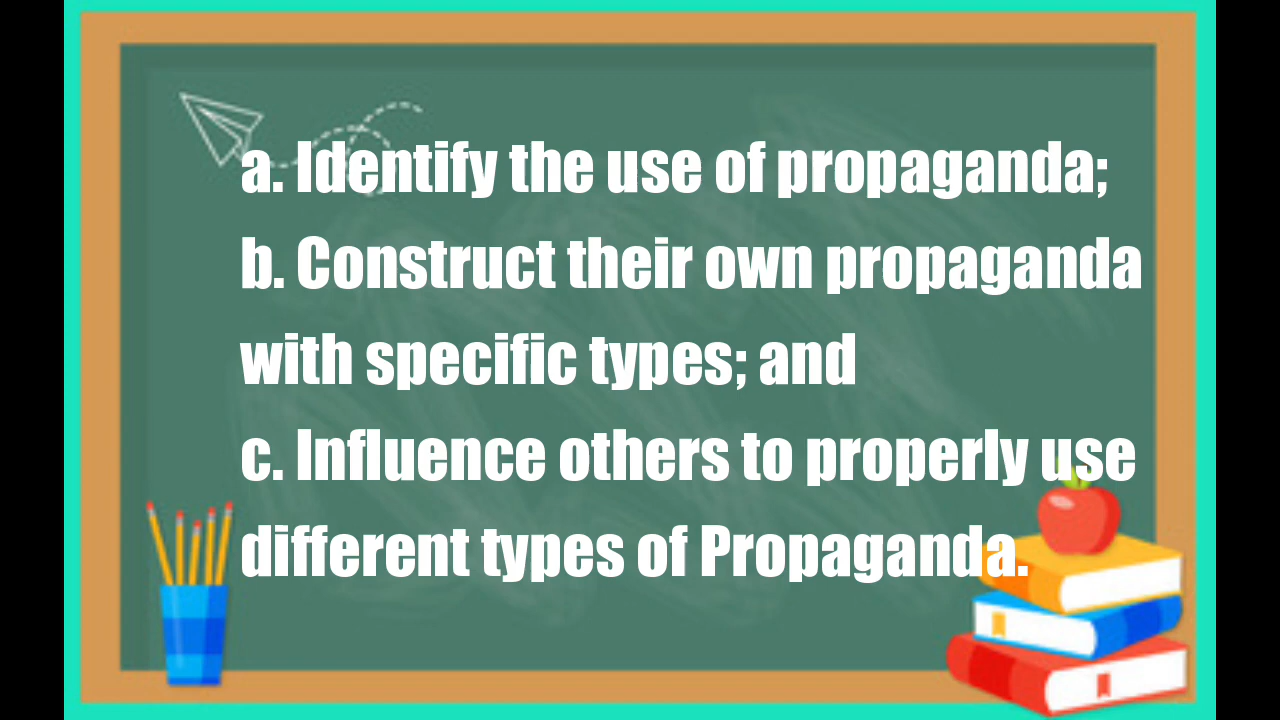 a. Identify the use of propaganda;
b. Construct their own propaganda
with specific types; and
c. Influence others to properly use
different types of Propaganda.